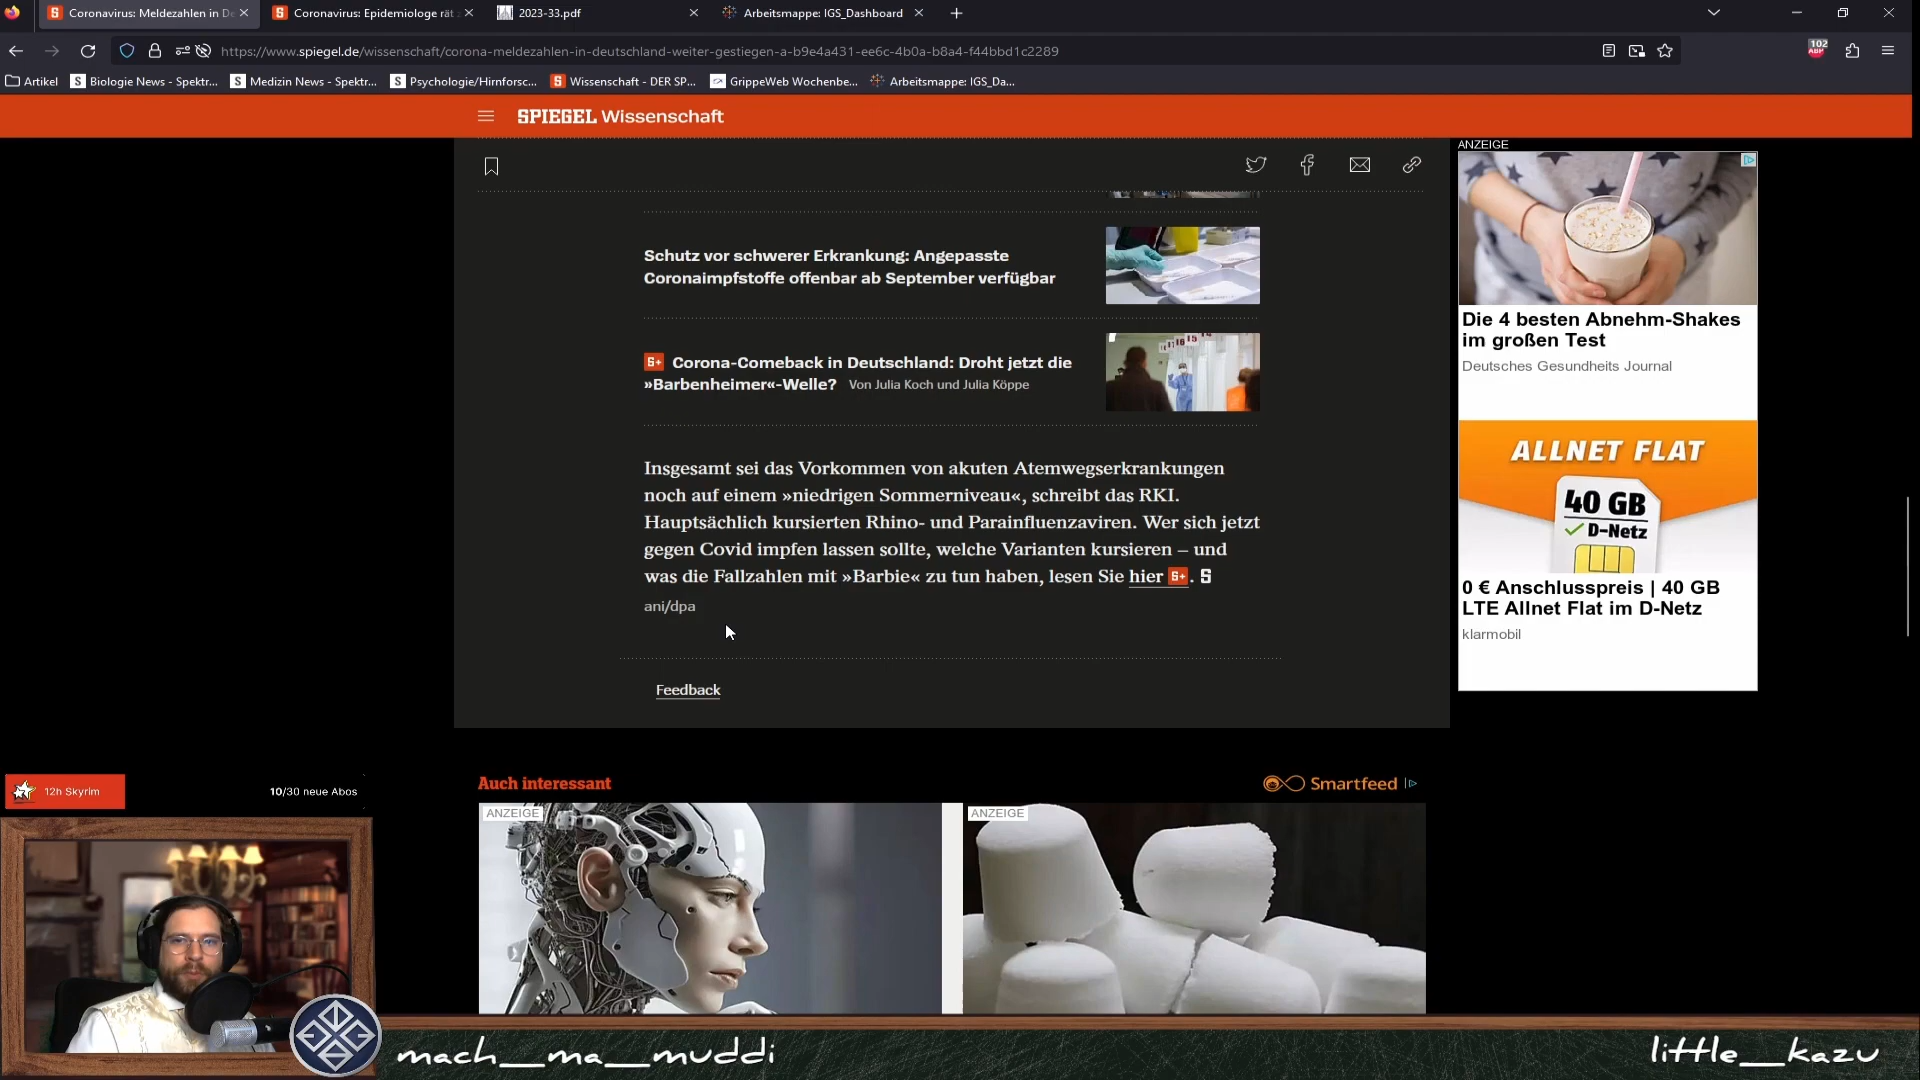 Coronavirus: Meldezahlen in De
Coronavirus: Epidemiologe rät z
2023-33.pdf
Arbeitsmappe: IGS_Dashboard
https://www.spiegel.de/wissenschaft/corona-meldezahlen-in-deutschland-weiter-gestiegen-a-b9e4a431-ee6c-4b0a-b8a4-f44bbd1c2289
102
ABP
Artikel
Biologie News - Spektr...
Medizin News - Spektr...
Psychologie/Hirnforsc...
Wissenschaft - DER SP...
GrippeWeb Wochenbe...
Arbeitsmappe: IGS_Da...
SPIEGEL Wissenschaft
Schutz vor schwerer Erkrankung: Angepasste
Coronaimpfstoffe offenbar ab September verfügbar
S+ Corona-Comeback in Deutschland: Droht jetzt die
»Barbenheimer«-Welle? Von Julia Koch und Julia Köppe
Insgesamt sei das Vorkommen von akuten Atemwegserkrankungen
noch auf einem »niedrigen Sommerniveau«, schreibt das RKI.
Hauptsächlich kursierten Rhino- und Parainfluenzaviren. Wer sich jetzt
gegen Covid impfen lassen sollte, welche Varianten kursieren – und
was die Fallzahlen mit »Barbie« zu tun haben, lesen Sie hier S+. S
ani/dpa
Feedback
ANZEIGE
Die 4 besten Abnehm-Shakes
im großen Test
Deutsches Gesundheits Journal
ALLNET FLAT
40 GB
D-Netz
0 € Anschlusspreis | 40 GB
LTE Allnet Flat im D-Netz
klarmobil
12h Skyrim
10/30 neue Abos
Auch interessant
Smartfeed
ANZEIGE
ANZEIGE
mach__ma__muddi
little__kazu